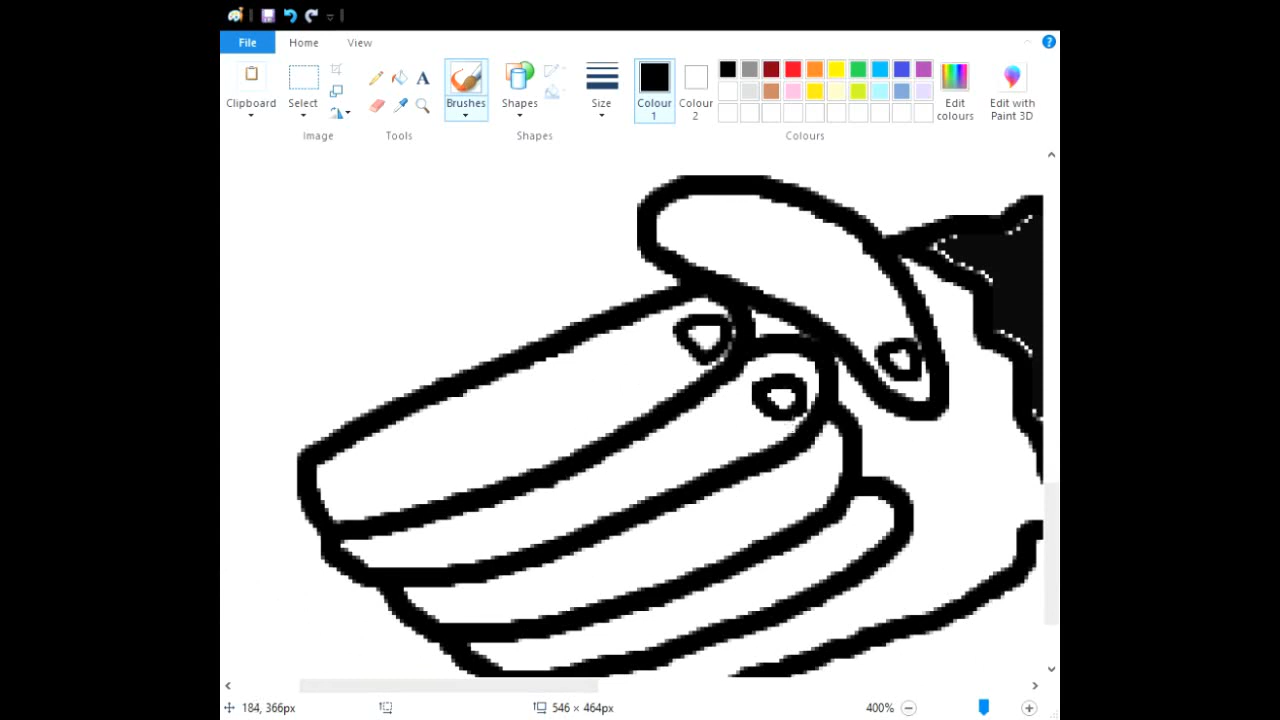 File Home View
Clipboard Select Brushes Shapes Size Colour 1 Colour 2 Edit colours Edit with Paint 3D
Image Tools Shapes Colours
184, 366px 546 × 464px 400%